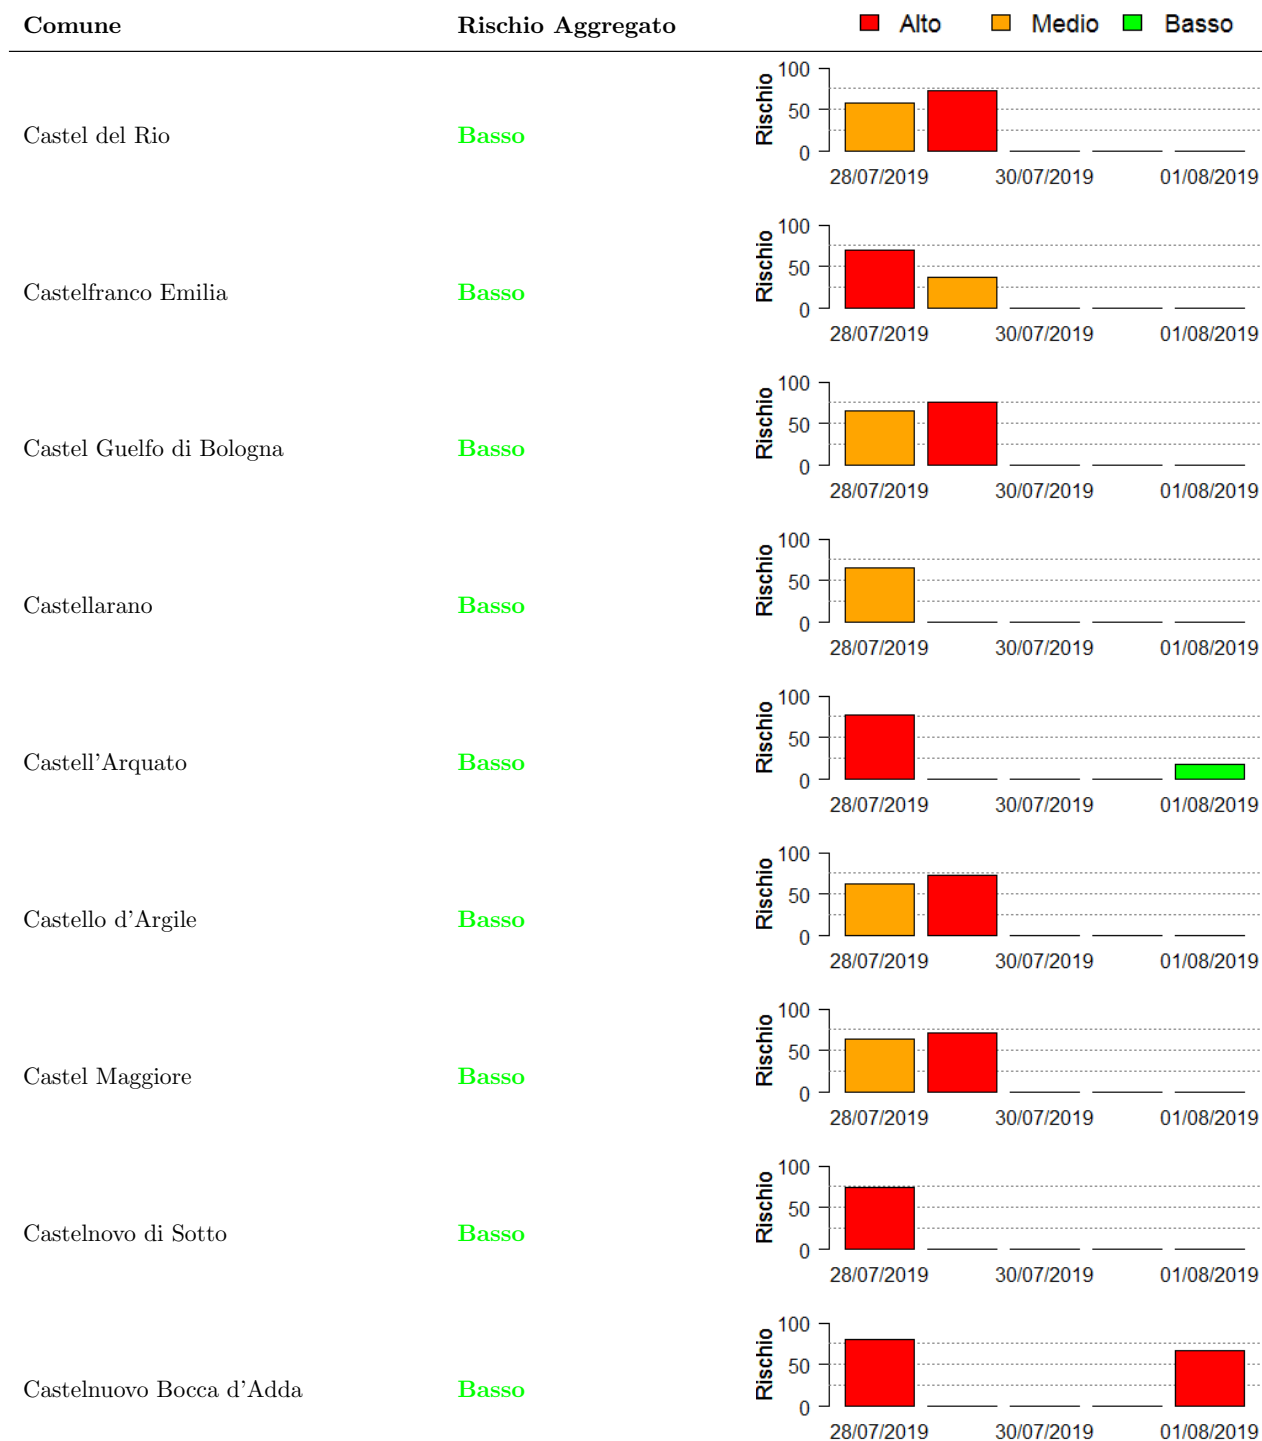 Comune Rischio Aggregato Alto Medio Basso
100
50
0
Rischio
Castel del Rio Basso
28/07/2019 30/07/2019 01/08/2019
100
50
0
Rischio
Castelfranco Emilia Basso
28/07/2019 30/07/2019 01/08/2019
100
50
0
Rischio
Castel Guelfo di Bologna Basso
28/07/2019 30/07/2019 01/08/2019
100
50
0
Rischio
Castellarano Basso
28/07/2019 30/07/2019 01/08/2019
100
50
0
Rischio
Castell'Arquato Basso
28/07/2019 30/07/2019 01/08/2019
100
50
0
Rischio
Castello d'Argile Basso
28/07/2019 30/07/2019 01/08/2019
100
50
0
Rischio
Castel Maggiore Basso
28/07/2019 30/07/2019 01/08/2019
100
50
0
Rischio
Castelnovo di Sotto Basso
28/07/2019 30/07/2019 01/08/2019
100
50
0
Rischio
Castelnuovo Bocca d'Adda Basso
28/07/2019 30/07/2019 01/08/2019